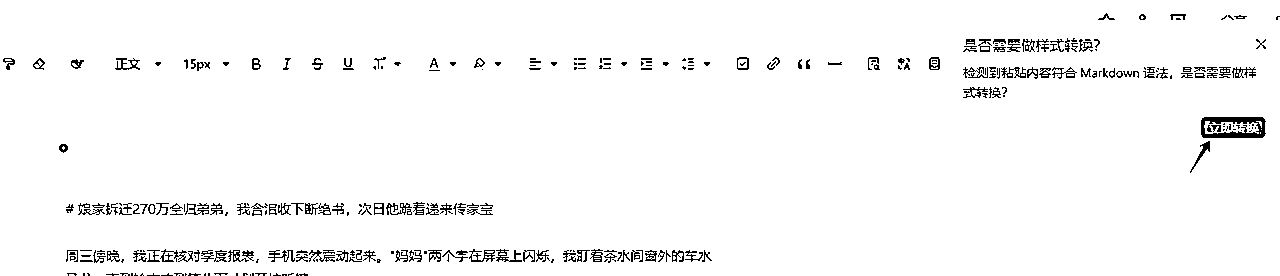 是否需要做样式转换?
正文 15px B I S U A
检测到粘贴内容符合 Markdown 语法，是否需要做样
式转换?
立即转换
# 娘家拆迁270万全归弟弟，我含泪收下断绝书，次日他跪着递来传家宝
周三傍晚，我正在核对季度报表，手机突然震动起来。"妈妈"两个字在屏幕上闪烁，我盯着茶水间窗外的车水